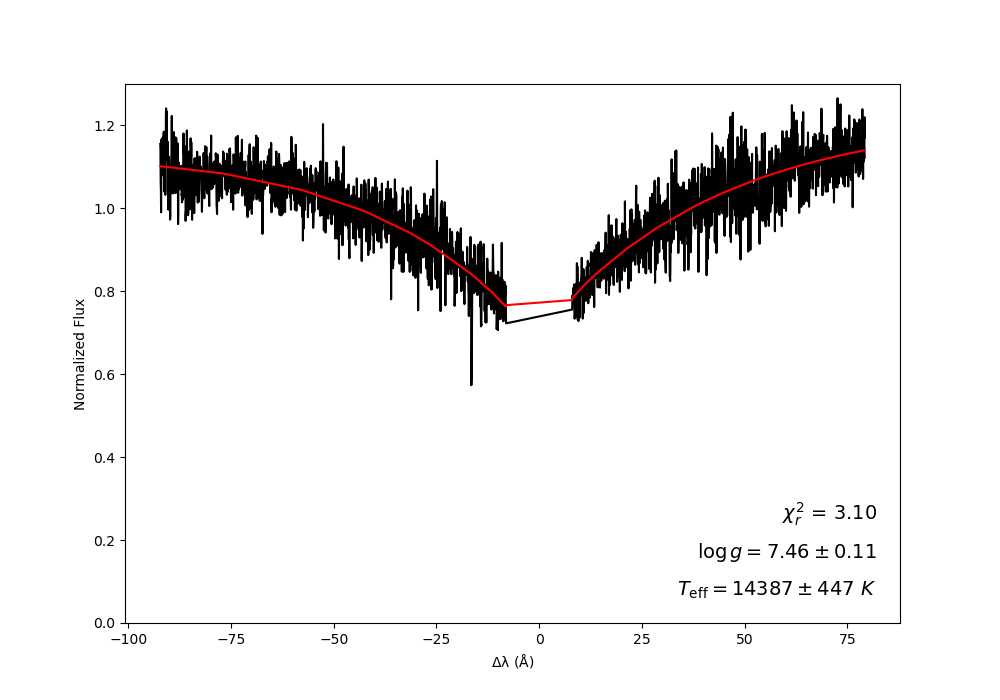 1.2
1.0
0.8
0.6
0.4
0.2
0.0
Normalized Flux
χ²ᵣ = 3.10
log g = 7.46 ± 0.11
T_eff = 14387 ± 447 K
−100 −75 −50 −25 0 25 50 75
Δλ (Å)